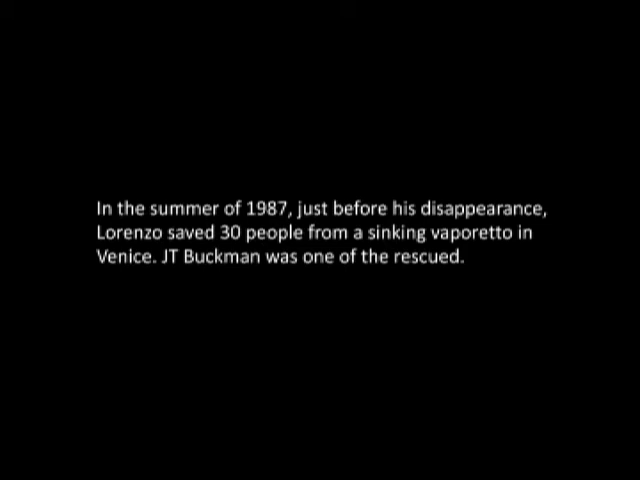 In the summer of 1987, just before his disappearance,
Lorenzo saved 30 people from a sinking vaporetto in
Venice. JT Buckman was one of the rescued.